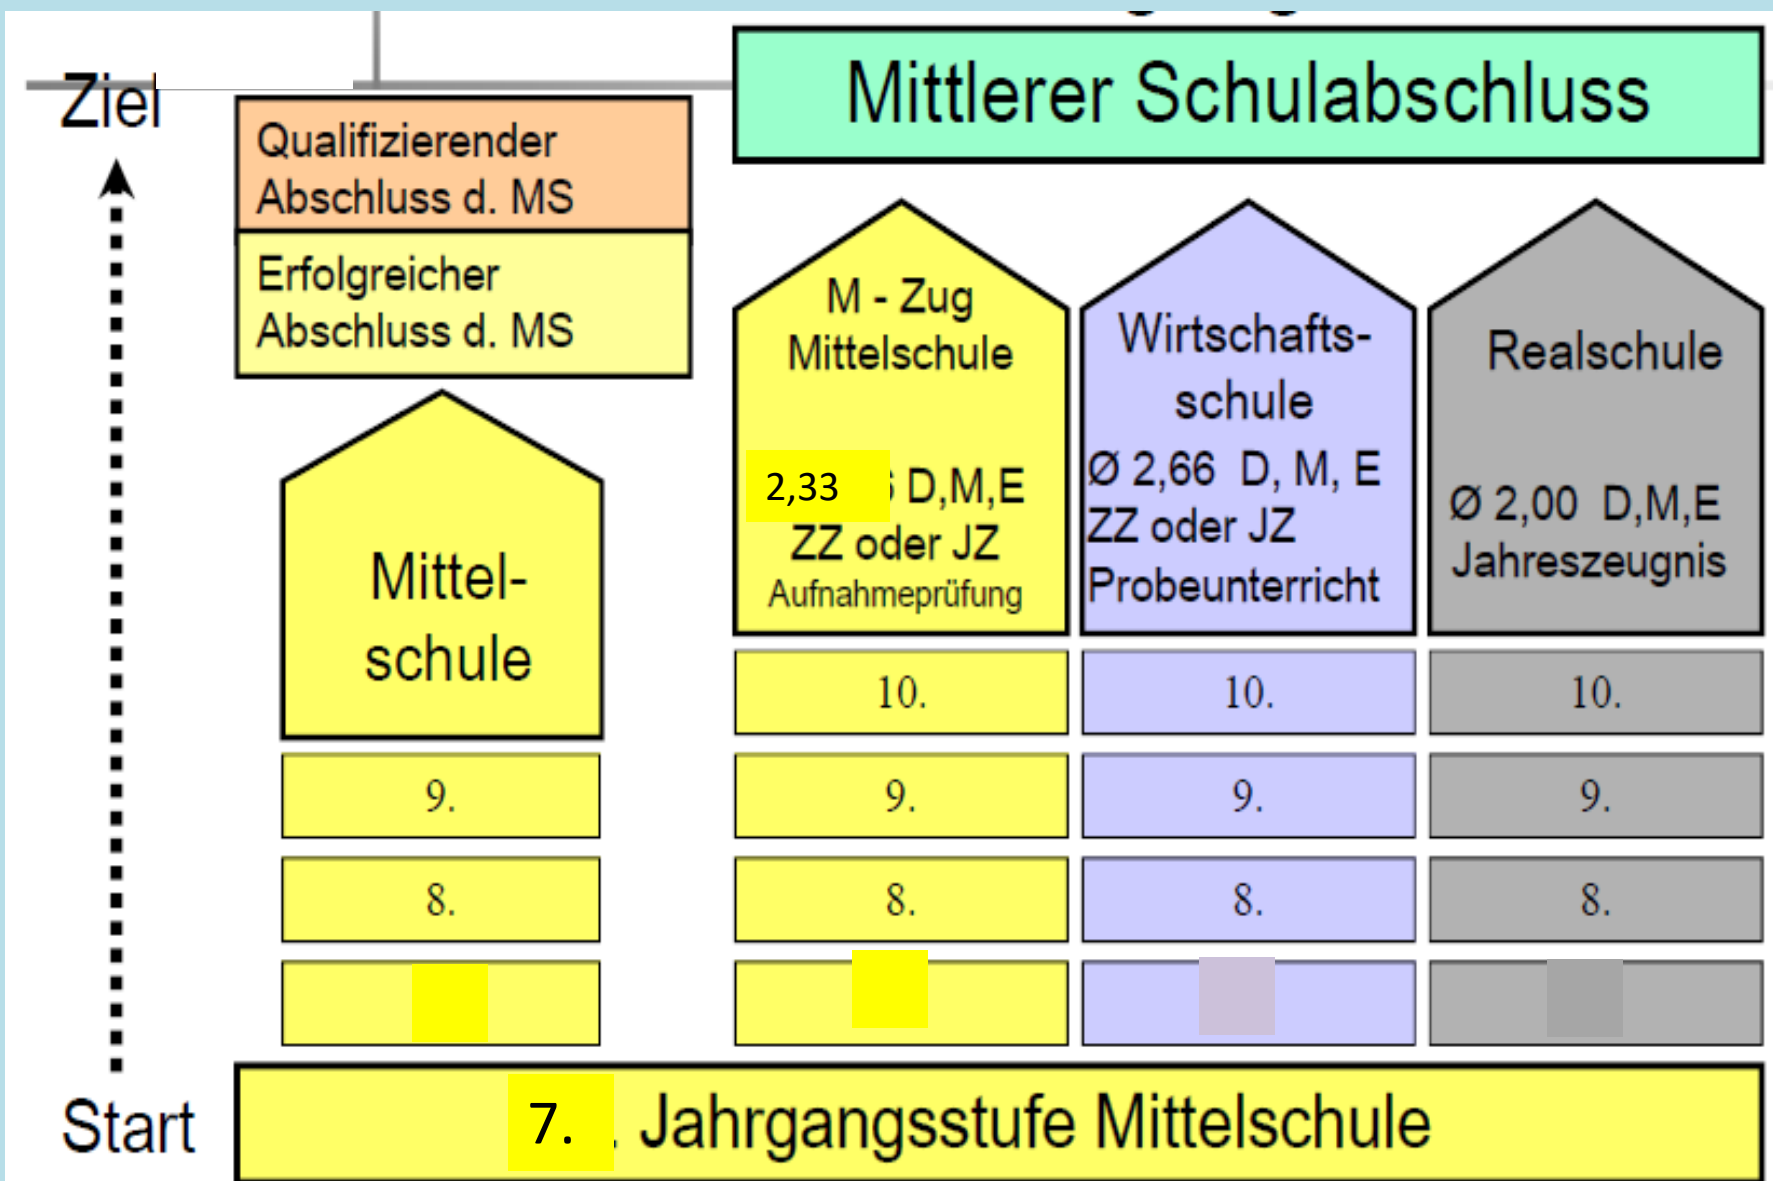 Mittlerer Schulabschluss
Ziel
Qualifizierender
Abschluss d. MS
Erfolgreicher
Abschluss d. MS
M - Zug
Mittelschule
2,33 D,M,E
ZZ oder JZ
Aufnahmeprüfung
Wirtschafts-
schule
Ø 2,66 D, M, E
ZZ oder JZ
Probeunterricht
Realschule
Ø 2,00 D,M,E
Jahreszeugnis
Mittel-
schule
10.
10.
10.
9.
9.
9.
9.
8.
8.
8.
8.
Start
7. . Jahrgangsstufe Mittelschule